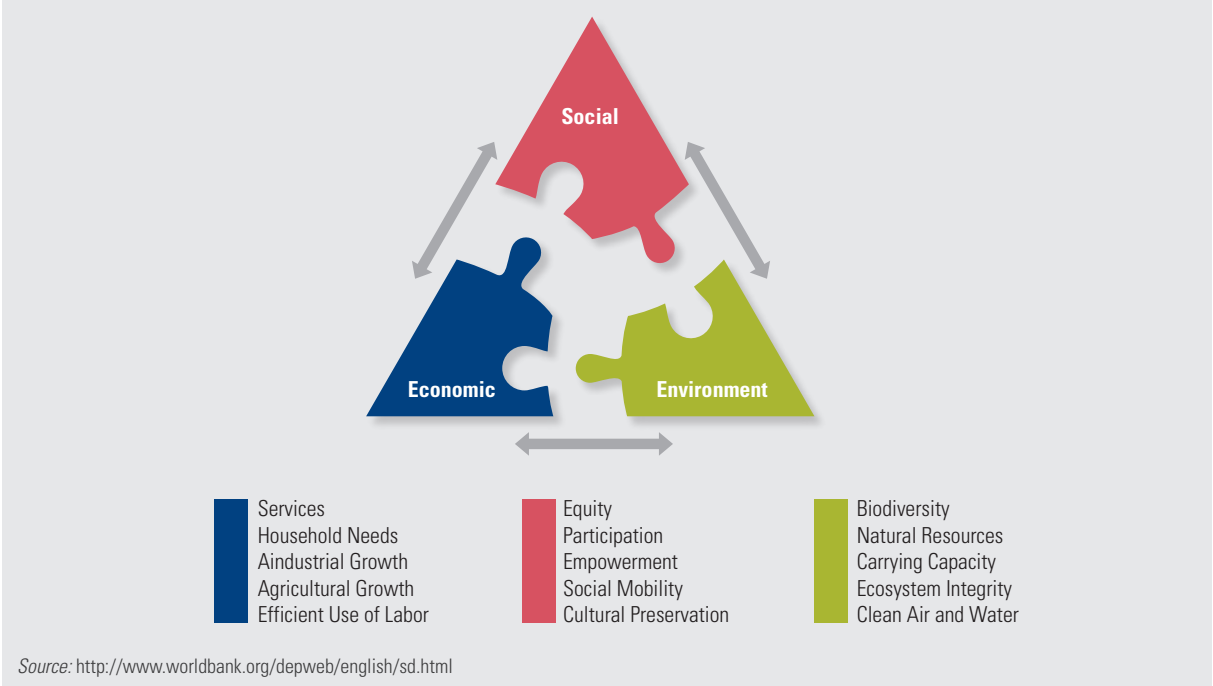 Social
Economic
Environment
Services
Household Needs
Aindustrial Growth
Agricultural Growth
Efficient Use of Labor
Equity
Participation
Empowerment
Social Mobility
Cultural Preservation
Biodiversity
Natural Resources
Carrying Capacity
Ecosystem Integrity
Clean Air and Water
Source: http://www.worldbank.org/depweb/english/sd.html